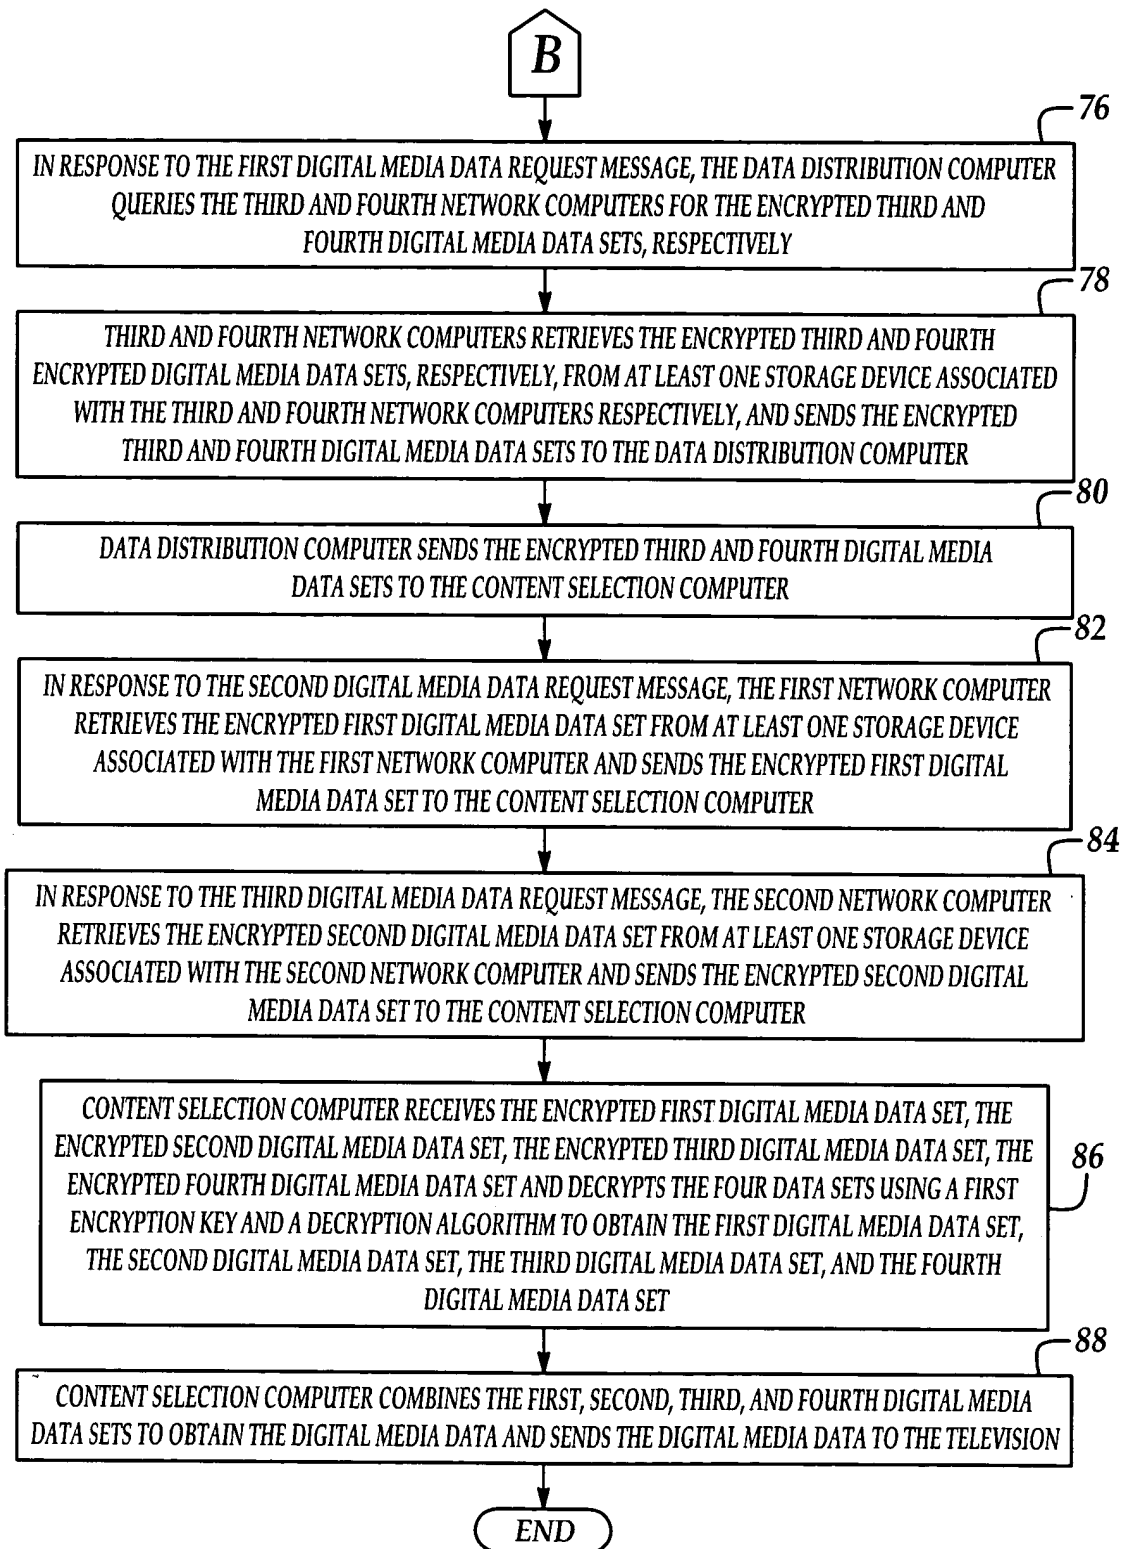 B
76
IN RESPONSE TO THE FIRST DIGITAL MEDIA DATA REQUEST MESSAGE, THE DATA DISTRIBUTION COMPUTER
QUERIES THE THIRD AND FOURTH NETWORK COMPUTERS FOR THE ENCRYPTED THIRD AND
FOURTH DIGITAL MEDIA DATA SETS, RESPECTIVELY
78
THIRD AND FOURTH NETWORK COMPUTERS RETRIEVES THE ENCRYPTED THIRD AND FOURTH
ENCRYPTED DIGITAL MEDIA DATA SETS, RESPECTIVELY, FROM AT LEAST ONE STORAGE DEVICE ASSOCIATED
WITH THE THIRD AND FOURTH NETWORK COMPUTERS RESPECTIVELY, AND SENDS THE ENCRYPTED
THIRD AND FOURTH DIGITAL MEDIA DATA SETS TO THE DATA DISTRIBUTION COMPUTER
80
DATA DISTRIBUTION COMPUTER SENDS THE ENCRYPTED THIRD AND FOURTH DIGITAL MEDIA
DATA SETS TO THE CONTENT SELECTION COMPUTER
82
IN RESPONSE TO THE SECOND DIGITAL MEDIA DATA REQUEST MESSAGE, THE FIRST NETWORK COMPUTER
RETRIEVES THE ENCRYPTED FIRST DIGITAL MEDIA DATA SET FROM AT LEAST ONE STORAGE DEVICE
ASSOCIATED WITH THE FIRST NETWORK COMPUTER AND SENDS THE ENCRYPTED FIRST DIGITAL
MEDIA DATA SET TO THE CONTENT SELECTION COMPUTER
84
IN RESPONSE TO THE THIRD DIGITAL MEDIA DATA REQUEST MESSAGE, THE SECOND NETWORK COMPUTER
RETRIEVES THE ENCRYPTED SECOND DIGITAL MEDIA DATA SET FROM AT LEAST ONE STORAGE DEVICE
ASSOCIATED WITH THE SECOND NETWORK COMPUTER AND SENDS THE ENCRYPTED SECOND DIGITAL
MEDIA DATA SET TO THE CONTENT SELECTION COMPUTER
CONTENT SELECTION COMPUTER RECEIVES THE ENCRYPTED FIRST DIGITAL MEDIA DATA SET, THE
ENCRYPTED SECOND DIGITAL MEDIA DATA SET, THE ENCRYPTED THIRD DIGITAL MEDIA DATA SET, THE
ENCRYPTED FOURTH DIGITAL MEDIA DATA SET AND DECRYPTS THE FOUR DATA SETS USING A FIRST
ENCRYPTION KEY AND A DECRYPTION ALGORITHM TO OBTAIN THE FIRST DIGITAL MEDIA DATA SET,
THE SECOND DIGITAL MEDIA DATA SET, THE THIRD DIGITAL MEDIA DATA SET, AND THE FOURTH
DIGITAL MEDIA DATA SET
86
88
CONTENT SELECTION COMPUTER COMBINES THE FIRST, SECOND, THIRD, AND FOURTH DIGITAL MEDIA
DATA SETS TO OBTAIN THE DIGITAL MEDIA DATA AND SENDS THE DIGITAL MEDIA DATA TO THE TELEVISION
END